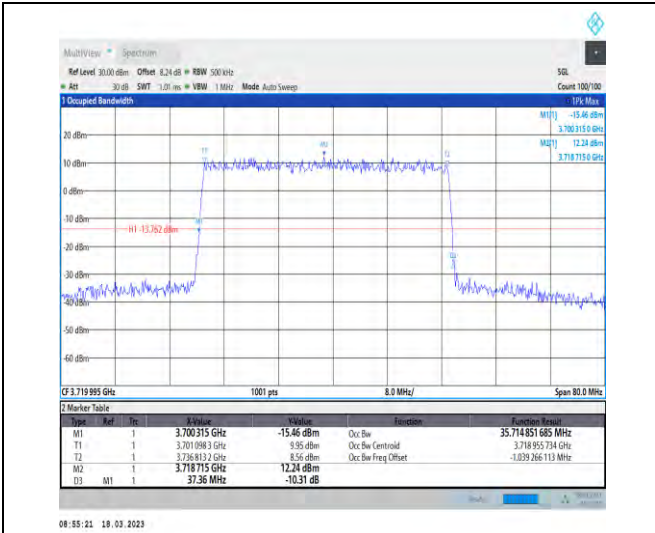 MultiView Spectrum
Ref Level 30.00 dBm Offset 8.24 dB RBW 500 kHz SGL
Att 30 dB SWT 1.01 ms VBW 1 MHz Mode Auto Sweep Count 100/100
1 Occupied Bandwidth 1Pk Max
M1[1] -15.46 dBm
3.700 315 0 GHz
M2[1] 12.24 dBm
3.718 715 0 GHz
20 dBm
T1 M2 T2
10 dBm
0 dBm
-10 dBm
M1
H1 -13.762 dBm
-20 dBm
D3
-30 dBm
-40 dBm
-50 dBm
-60 dBm
CF 3.719 995 GHz 1001 pts 8.0 MHz/ Span 80.0 MHz
2 Marker Table
Type Ref Trc X-Value Y-Value Function Function Result
M1 1 3.700315 GHz -15.46 dBm Occ Bw 35.714 851 685 MHz
T1 1 3.701 098 3 GHz 9.95 dBm Occ Bw Centroid 3.718 955 734 GHz
T2 1 3.736 813 2 GHz 8.56 dBm Occ Bw Freq Offset -1.039 266 113 MHz
M2 1 3.718715 GHz 12.24 dBm
D3 M1 1 37.36 MHz -10.31 dB
08:55:21 18.03.2023